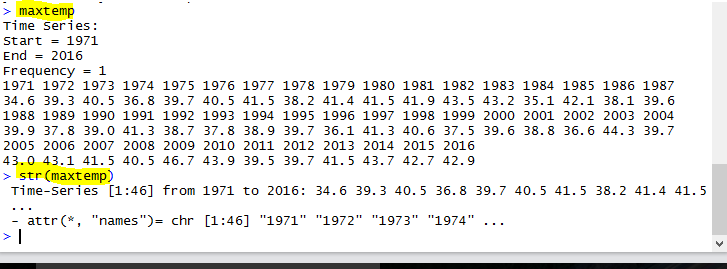 > maxtemp
Time Series:
Start = 1971
End = 2016
Frequency = 1
1971 1972 1973 1974 1975 1976 1977 1978 1979 1980 1981 1982 1983 1984 1985 1986 1987
34.6 39.3 40.5 36.8 39.7 40.5 41.5 38.2 41.4 41.5 41.9 43.5 43.2 35.1 42.1 38.1 39.6
1988 1989 1990 1991 1992 1993 1994 1995 1996 1997 1998 1999 2000 2001 2002 2003 2004
39.9 37.8 39.0 41.3 38.7 37.8 38.9 39.7 36.1 41.3 40.6 37.5 39.6 38.8 36.6 44.3 39.7
2005 2006 2007 2008 2009 2010 2011 2012 2013 2014 2015 2016
43.0 43.1 41.5 40.5 46.7 43.9 39.5 39.7 41.5 43.7 42.7 42.9
> str(maxtemp)
Time-Series [1:46] from 1971 to 2016: 34.6 39.3 40.5 36.8 39.7 40.5 41.5 38.2 41.4 41.5
...
- attr(*, "names")= chr [1:46] "1971" "1972" "1973" "1974" ...
>